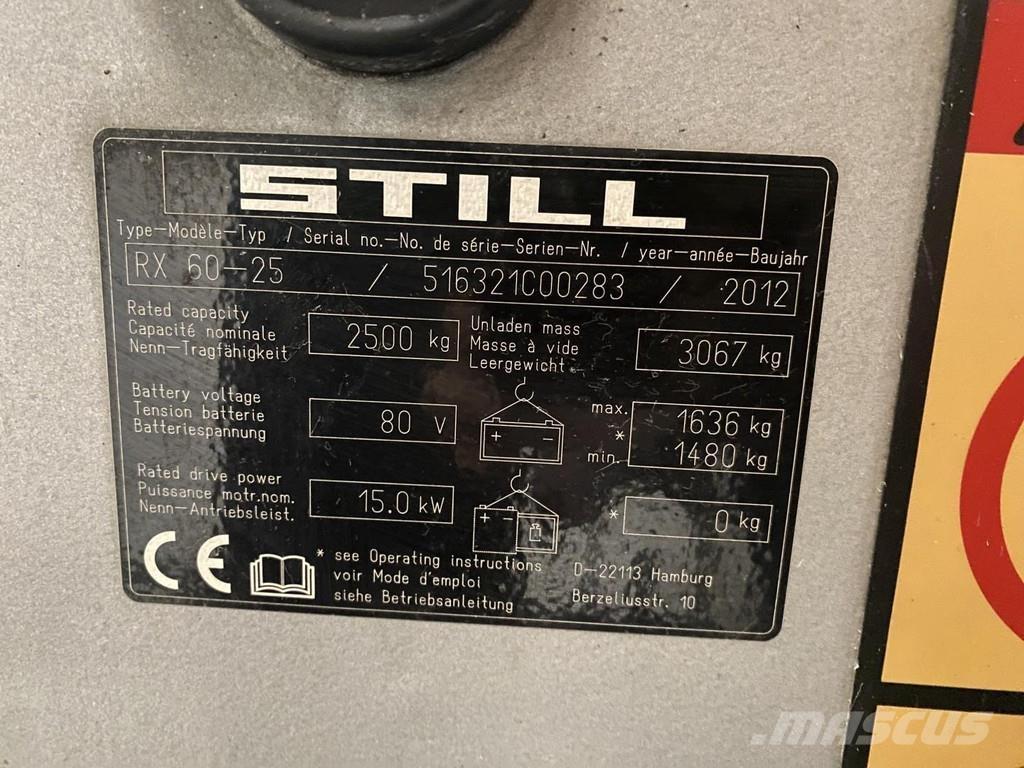 STILL
Type-Modèle-Typ / Serial no.-No. de série-Serien-Nr. / year-année-Baujahr
RX 60-25 / 516321C00283 / 2012
Rated capacity
Capacité nominale
Nenn-Tragfähigkeit
2500 kg
Unladen mass
Masse à vide
Leergewicht
3067 kg
Battery voltage
Tension batterie
Batteriespannung
80 V
+ -
max. 1636 kg
*
min. 1480 kg
Rated drive power
Puissance motr.nom.
Nenn-Antriebsleist.
15.0 kW
+ -
* 0 kg
CE
* see Operating instructions
voir Mode d'emploi
siehe Betriebsanleitung
D-22113 Hamburg
Berzeliusstr. 10
MASCUS